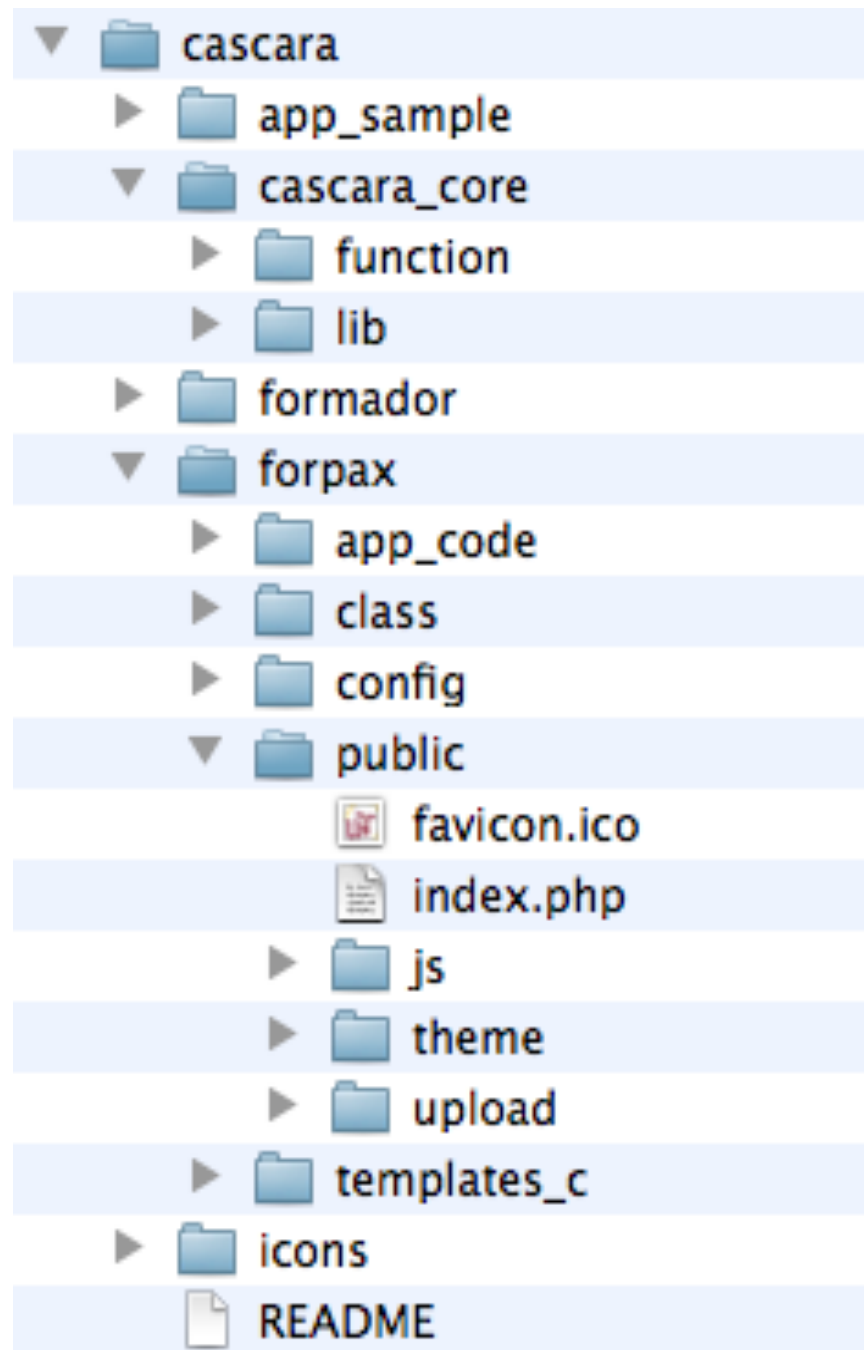 cascara
app_sample
cascara_core
function
lib
formador
forpax
app_code
class
config
public
favicon.ico
index.php
js
theme
upload
templates_c
icons
README